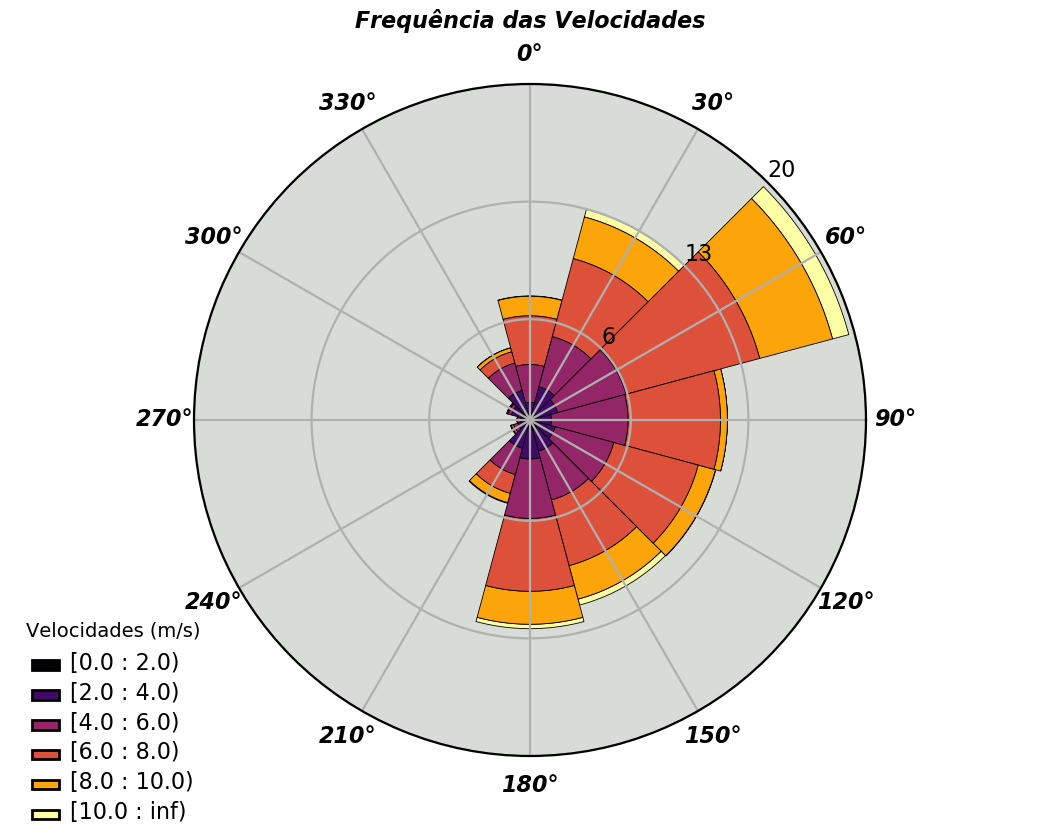 Frequência das Velocidades
0°
330°
30°
20
300°
60°
13
6
270°
90°
240°
120°
Velocidades (m/s)
[0.0 : 2.0)
[2.0 : 4.0)
[4.0 : 6.0)
[6.0 : 8.0)
[8.0 : 10.0)
[10.0 : inf)
210°
150°
180°